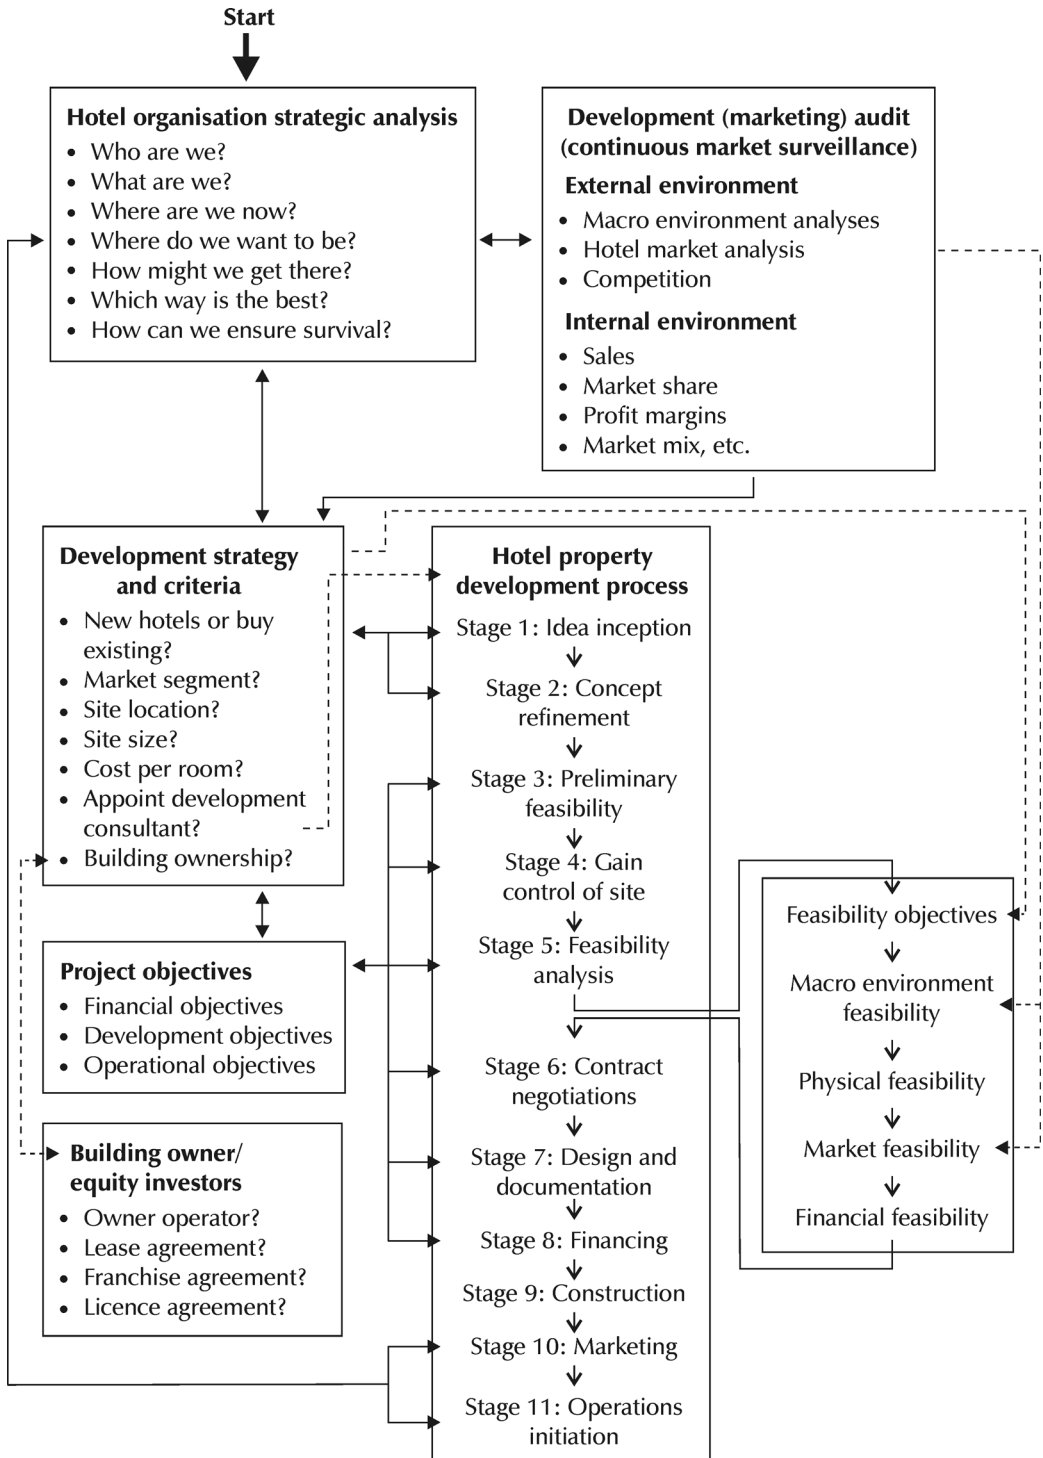 Start
Hotel organisation strategic analysis
• Who are we?
• What are we?
• Where are we now?
• Where do we want to be?
• How might we get there?
• Which way is the best?
• How can we ensure survival?
Development (marketing) audit
(continuous market surveillance)
External environment
• Macro environment analyses
• Hotel market analysis
• Competition
Internal environment
• Sales
• Market share
• Profit margins
• Market mix, etc.
Development strategy
and criteria
• New hotels or buy
existing?
• Market segment?
• Site location?
• Site size?
• Cost per room?
• Appoint development
consultant?
• Building ownership?
Project objectives
• Financial objectives
• Development objectives
• Operational objectives
Building owner/
equity investors
• Owner operator?
• Lease agreement?
• Franchise agreement?
• Licence agreement?
Hotel property
development process
Stage 1: Idea inception
Stage 2: Concept
refinement
Stage 3: Preliminary
feasibility
Stage 4: Gain
control of site
Stage 5: Feasibility
analysis
Stage 6: Contract
negotiations
Stage 7: Design and
documentation
Stage 8: Financing
Stage 9: Construction
Stage 10: Marketing
Stage 11: Operations
initiation
Feasibility objectives
Macro environment
feasibility
Physical feasibility
Market feasibility
Financial feasibility